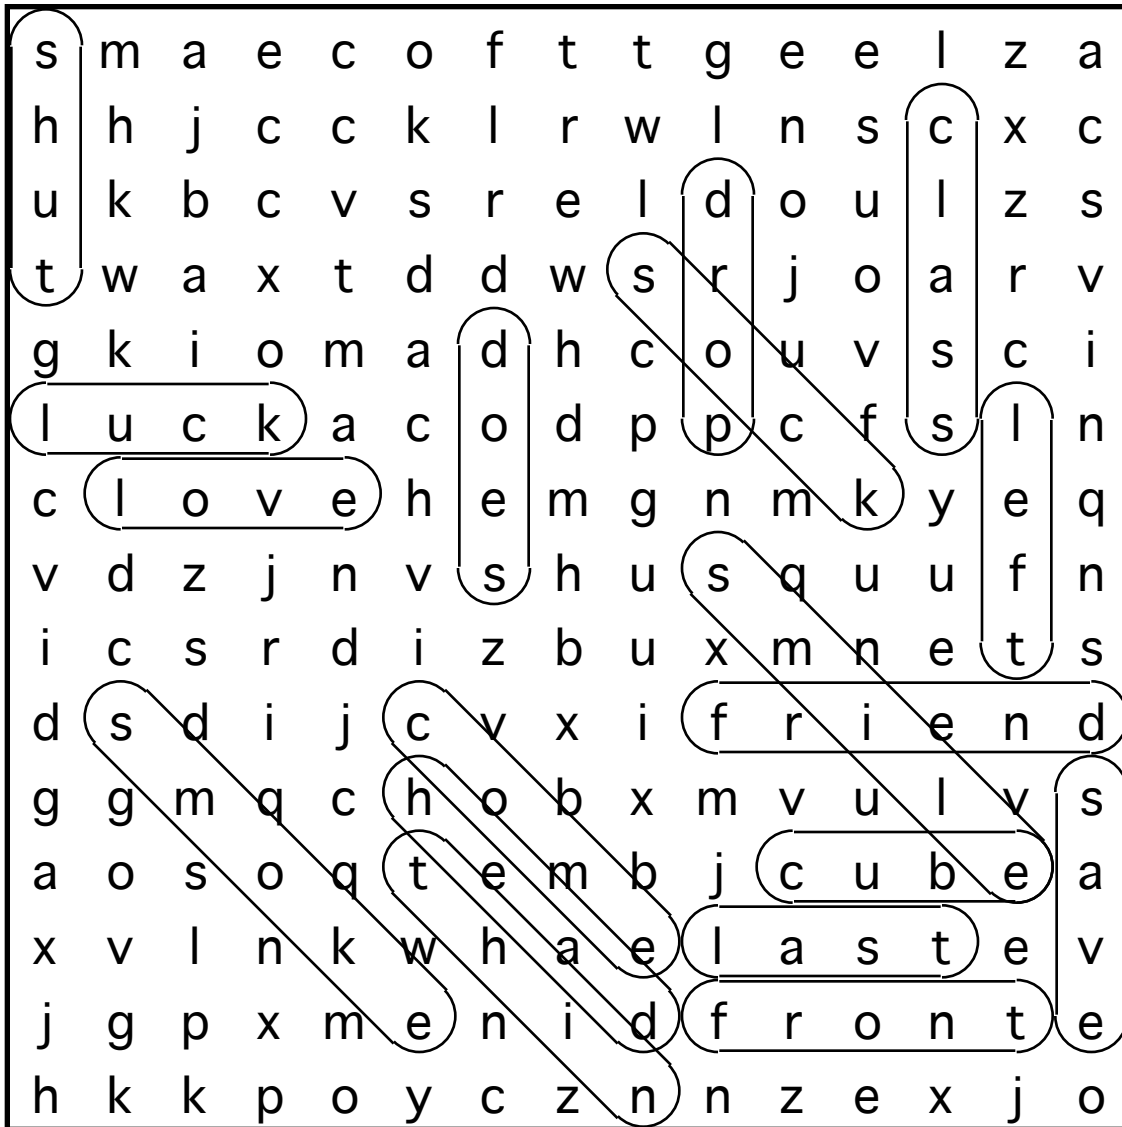 s m a e c o f t t g e e l z a
h h j c c k l r w l n s c x c
u k b c v s r e l d o u l z s
t w a x t d d w s r j o a r v
g k i o m a d h c o u v s c i
l u c k a c o d p p c f s l n
c l o v e h e m g n m k y e q
v d z j n v s h u s q u u f n
i c s r d i z b u x m n e t s
d s d i j c v x i f r i e n d
g g m q c h o b x m v u l v s
a o s o q t e m b j c u b e a
x v l n k w h a e l a s t e v
j g p x m e n i d f r o n t e
h k k p o y c z n n z e x j o